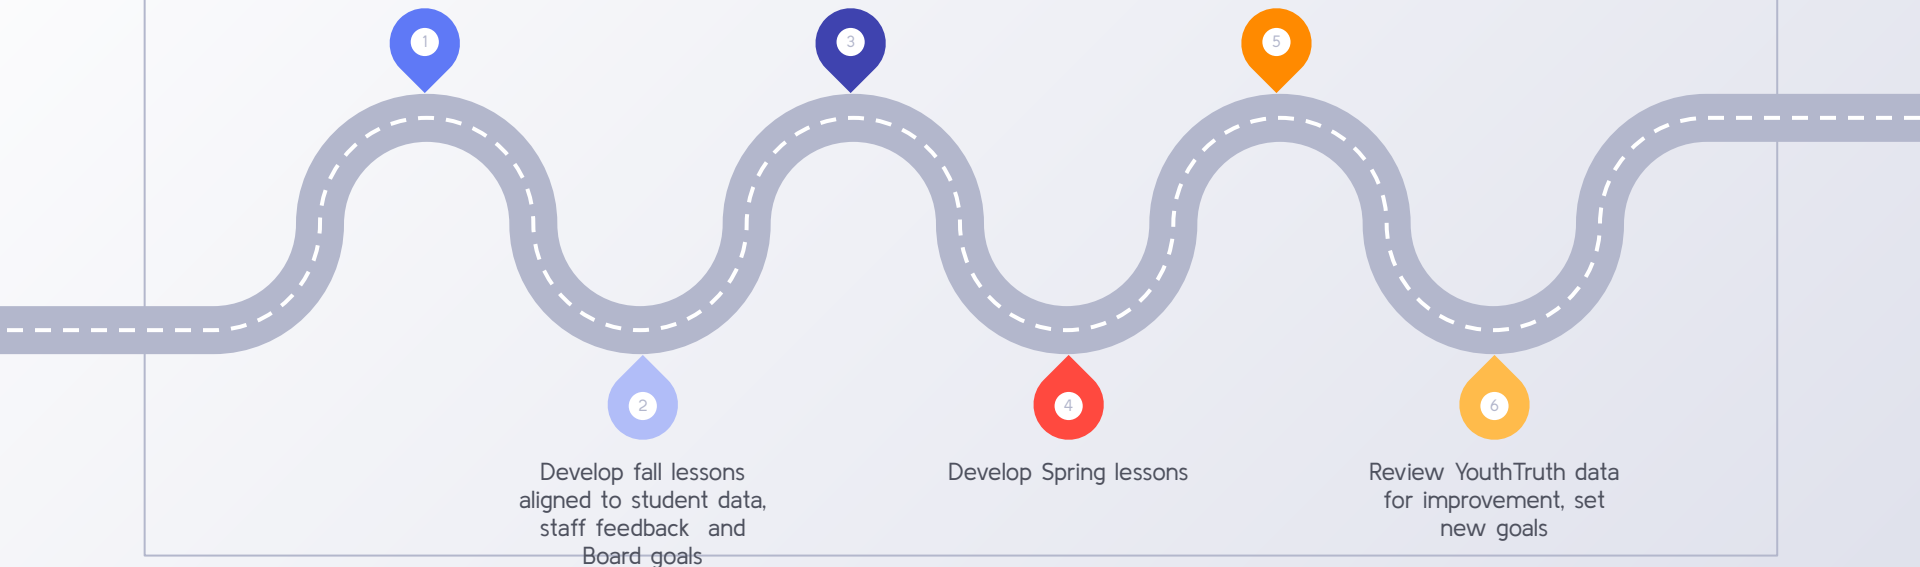 1
3
5
2
4
6
Develop fall lessons
aligned to student data,
staff feedback  and
Board goals
Develop Spring lessons
Review YouthTruth data
for improvement, set
new goals